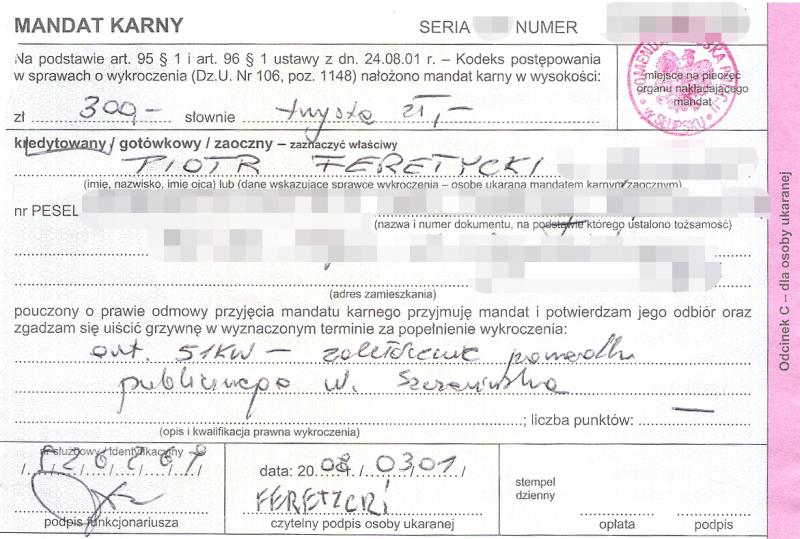 MANDAT KARNY SERIA NUMER
Na podstawie art. 95 § 1 i art. 96 § 1 ustawy z dn. 24.08.01 r. – Kodeks postępowania
w sprawach o wykroczenia (Dz.U. Nr 106, poz. 1148) nałożono mandat karny w wysokości:
miejsce na pieczęć
organu nakładającego
mandat
W SŁUPSKU
zł 300,- słownie trzysta zł,-
kredytowany / gotówkowy / zaoczny – zaznaczyć właściwy
PIOTR FERETYCKI
(imię, nazwisko, imię ojca) lub (dane wskazujące sprawcę wykroczenia – osobę ukaraną mandatem karnym zaocznym)
nr PESEL
(nazwa i numer dokumentu, na podstawie którego ustalono tożsamość)
(adres zamieszkania)
pouczony o prawie odmowy przyjęcia mandatu karnego przyjmuję mandat i potwierdzam jego odbiór oraz
zgadzam się uiścić grzywnę w wyznaczonym terminie za popełnienie wykroczenia:
art. 51KW – zakłócenie porządku
publicznego
; liczba punktów: —
(opis i kwalifikacja prawna wykroczenia)
nr służbowy / identyfikacyjny
data: 2008.03.01
podpis funkcjonariusza
FERETYCKI
czytelny podpis osoby ukaranej
stempel
dzienny
opłata podpis
Odcinek C – dla osoby ukaranej